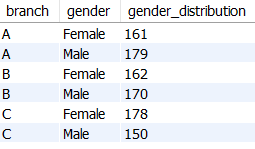 branch gender gender_distribution
A Female 161
A Male 179
B Female 162
B Male 170
C Female 178
C Male 150